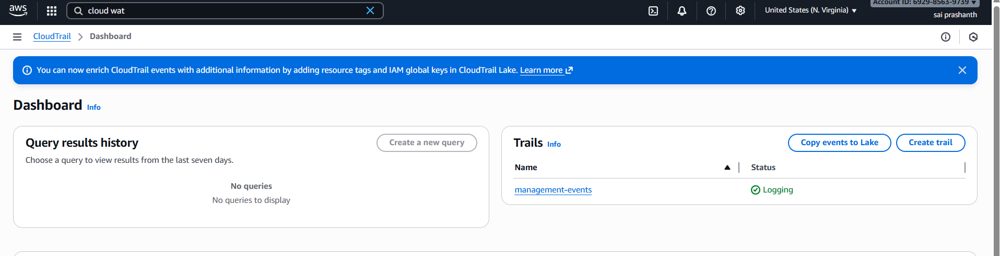 aws
cloud wat
United States (N. Virginia)
Account ID: 6929-8563-9739
sai prashanth
CloudTrail
Dashboard
You can now enrich CloudTrail events with additional information by adding resource tags and IAM global keys in CloudTrail Lake. Learn more
Dashboard Info
Query results history
Create a new query
Choose a query to view results from the last seven days.
No queries
No queries to display
Trails Info
Copy events to Lake
Create trail
Name
Status
management-events
Logging